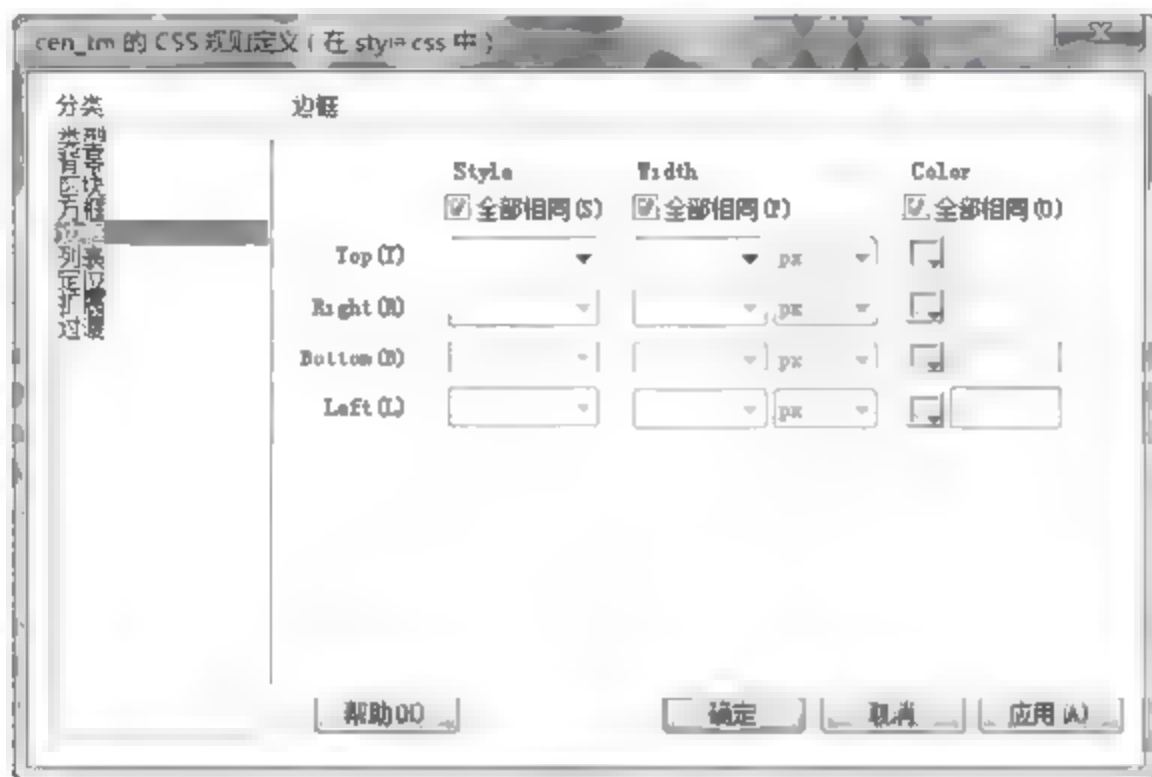 cen_tm 的 CSS 规则定义 ( 在 style css 中 )
分类
类型
背景
区块
方框
边框
列表
定位
扩展
过渡
边框
Style Width Color
全部相同(S) 全部相同(F) 全部相同(O)
Top(T) px
Right(R) px
Bottom(B) px
Left(L) px
帮助(H) 确定 取消 应用(A)